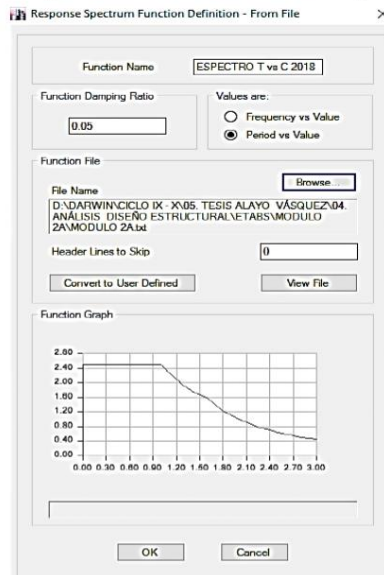 Response Spectrum Function Definition - From File
Function Name
ESPECTRO T vs C 2018
Function Damping Ratio
0.05
Values are:
Frequency vs Value
Period vs Value
Function File
Browse...
File Name
D:\DARWIN\CICLO IX - X\05. TESIS ALAYO VÁSQUEZ\04.
ANÁLISIS DISEÑO ESTRUCTURAL\ETABS\MODULO
2A\MODULO 2A.txt
Header Lines to Skip
0
Convert to User Defined
View File
Function Graph
2.80
2.40
2.00
1.60
1.20
0.80
0.40
0.00
0.00 0.30 0.60 0.90 1.20 1.50 1.80 2.10 2.40 2.70 3.00
OK
Cancel